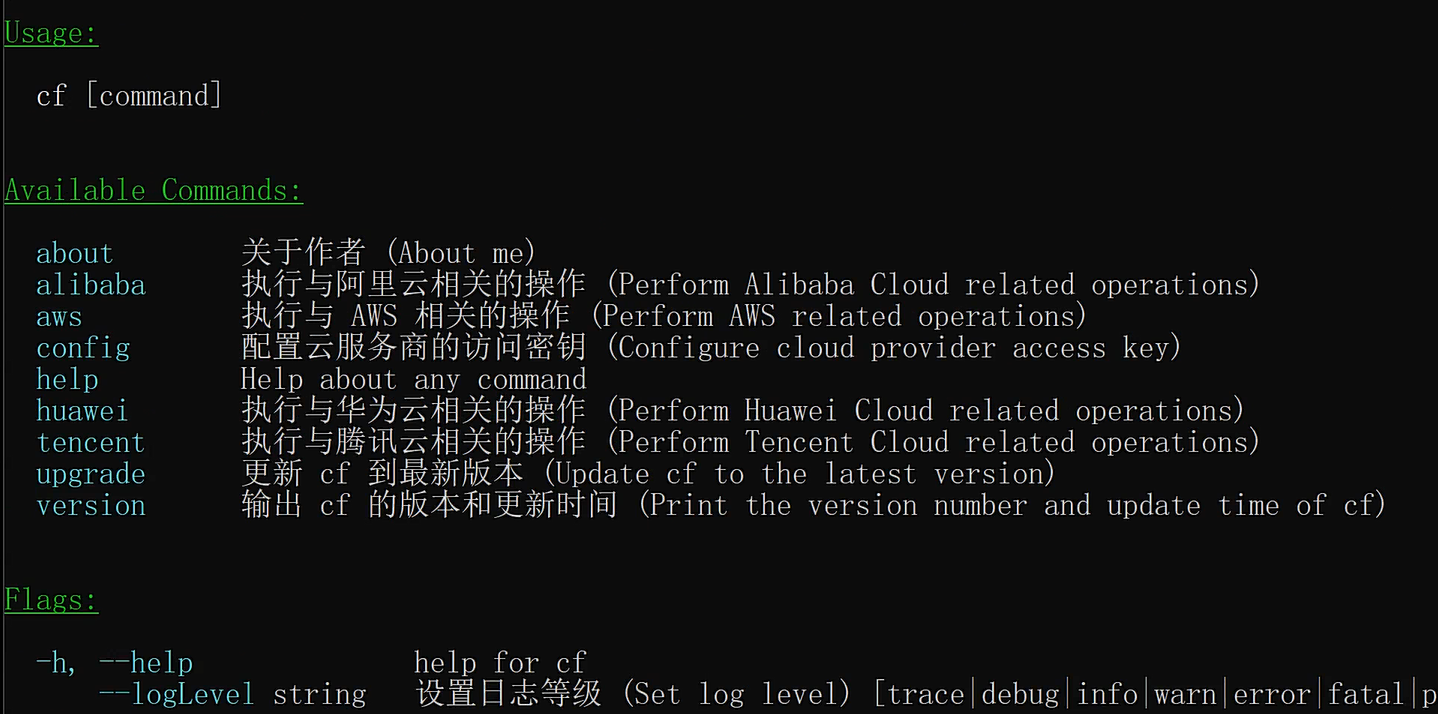 Usage:
cf [command]
Available Commands:
about 关于作者 (About me)
alibaba 执行与阿里云相关的操作 (Perform Alibaba Cloud related operations)
aws 执行与 AWS 相关的操作 (Perform AWS related operations)
config 配置云服务商的访问密钥 (Configure cloud provider access key)
help Help about any command
huawei 执行与华为云相关的操作 (Perform Huawei Cloud related operations)
tencent 执行与腾讯云相关的操作 (Perform Tencent Cloud related operations)
upgrade 更新 cf 到最新版本 (Update cf to the latest version)
version 输出 cf 的版本和更新时间 (Print the version number and update time of cf)
Flags:
-h, --help help for cf
--logLevel string 设置日志等级 (Set log level) [trace|debug|info|warn|error|fatal|p